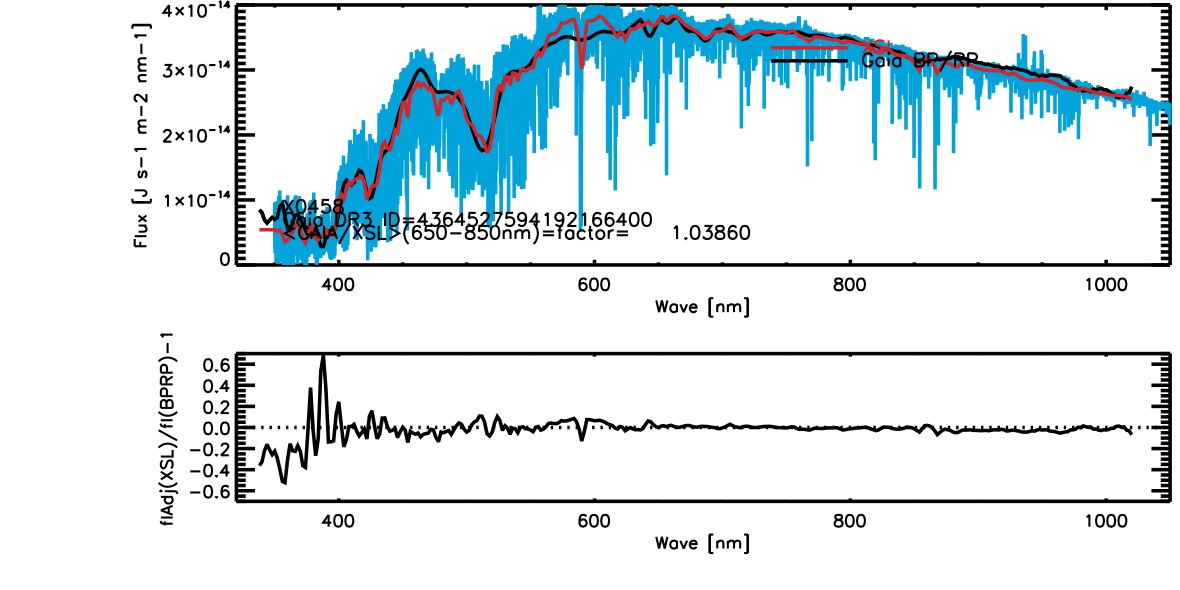 4×10−14
3×10−14
2×10−14
1×10−14
0
Flux [J s−1 m−2 nm−1]
Gaia BP/RP
X0458
Gaia DR3 ID=4364527594192166400
<GAIA/XSL>(650−850nm)=factor= 1.03860
400 600 800 1000
Wave [nm]
flAdj(XSL)/fl(BPRP)−1
0.6
0.4
0.2
0.0
−0.2
−0.4
−0.6
400 600 800 1000
Wave [nm]